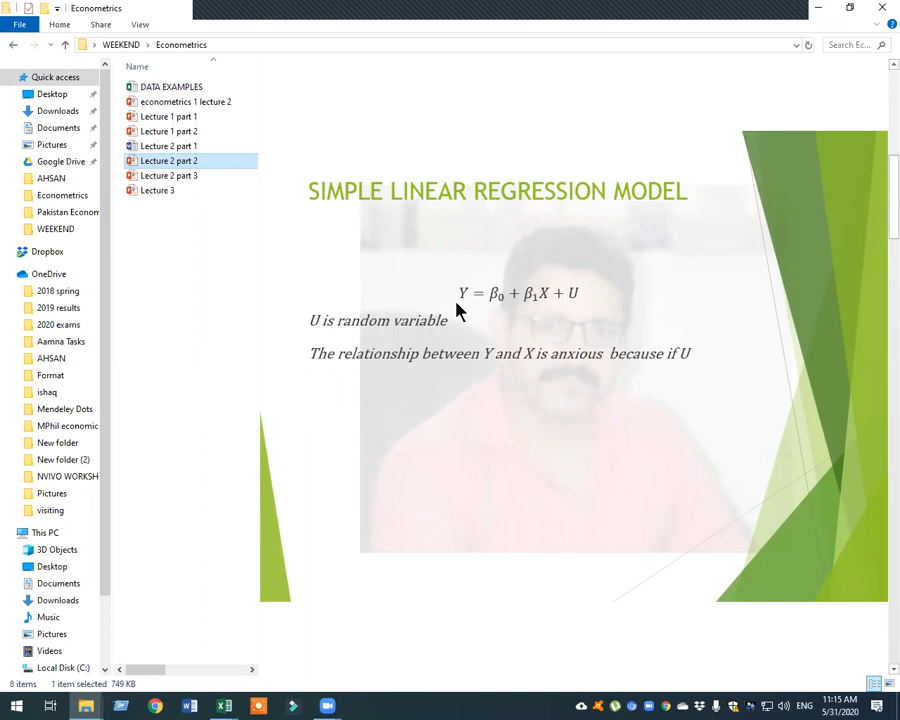 Econometrics
File
Home
Share
View
WEEKEND > Econometrics
Search Ec...
Quick access
Desktop
Downloads
Documents
Pictures
Google Drive
AHSAN
Econometrics
Pakistan Econom
WEEKEND
Dropbox
OneDrive
2018 spring
2019 results
2020 exams
Aamna Tasks
AHSAN
Format
ishaq
Mendeley Dots
MPhil economic
New folder
New folder (2)
NVIVO WORKSH
Pictures
visiting
This PC
3D Objects
Desktop
Documents
Downloads
Music
Pictures
Videos
Local Disk (C:)
Name
DATA EXAMPLES
econometrics 1 lecture 2
Lecture 1 part 1
Lecture 1 part 2
Lecture 2 part 1
Lecture 2 part 2
Lecture 2 part 3
Lecture 3
SIMPLE LINEAR REGRESSION MODEL
Y = β₀ + β₁X + U
U is random variable
The relationship between Y and X is anxious because if U
8 items
1 item selected 749 KB
ENG
11:15 AM
5/31/2020